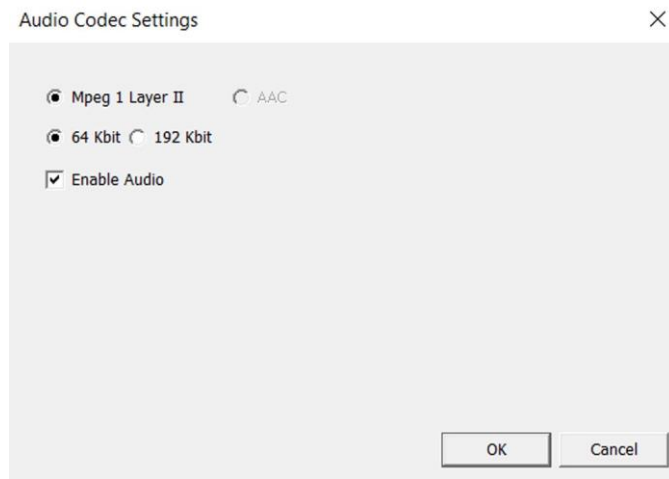 Audio Codec Settings
Mpeg 1 Layer II AAC
64 Kbit 192 Kbit
Enable Audio
OK Cancel